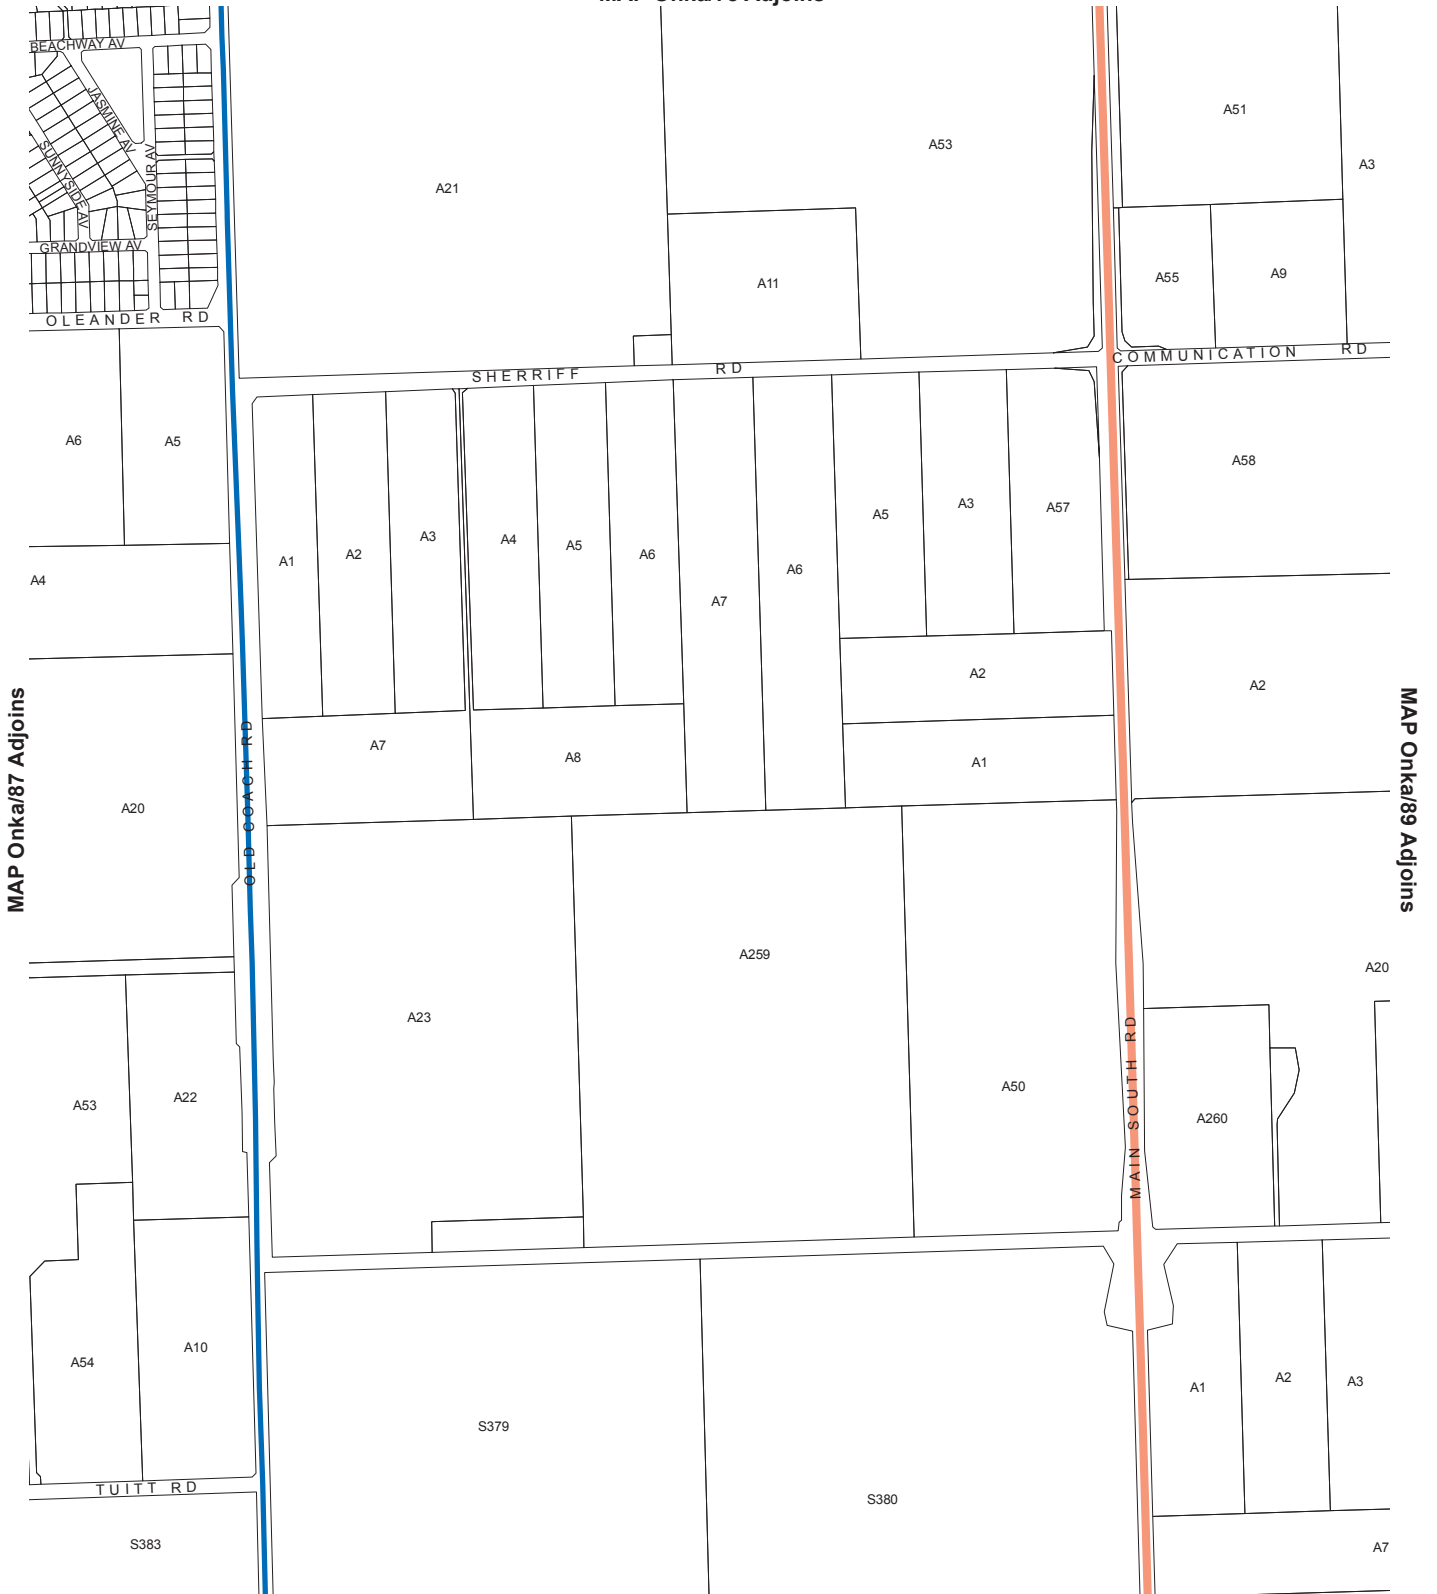 BEACHWAY AV
JASMINE AV
SUNNYSIDE AV
SEYMOUR AV
GRANDVIEW AV
OLEANDER RD
A21
A53
A51
A3
A11
A55
A9
SHERRIFF RD
COMMUNICATION RD
A6
A5
A4
A1
A2
A3
A4
A5
A6
A7
A6
A5
A3
A57
A58
A2
A2
A1
A7
A8
MAP Onka/87 Adjoins
MAP Onka/89 Adjoins
OLD COACH RD
A20
A259
A23
A20
A50
MAIN SOUTH RD
A53
A22
A260
A54
A10
A1
A2
A3
S379
S380
TUITT RD
S383
A7